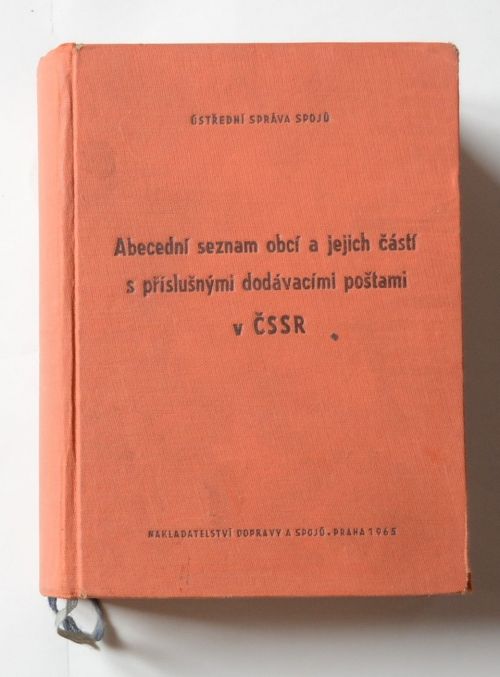 ÚSTŘEDNÍ SPRÁVA SPOJŮ
Abecední seznam obcí a jejich částí
s příslušnými dodávacími poštami
v ČSSR
NAKLADATELSTVÍ DOPRAVY A SPOJŮ • PRAHA 1965